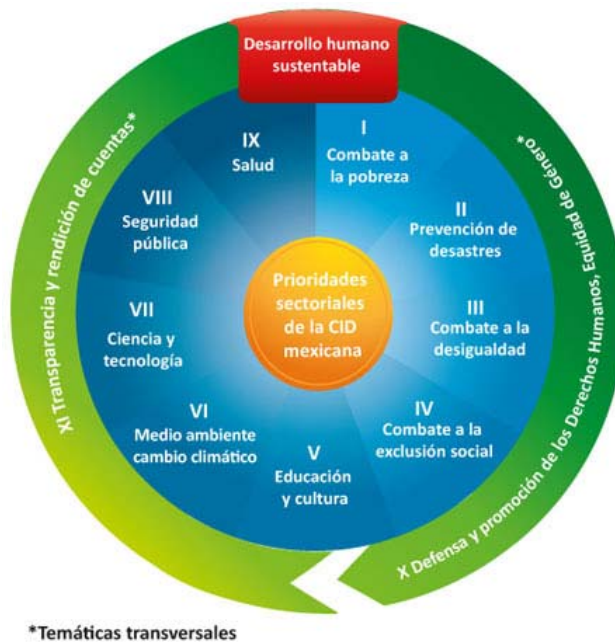 Desarrollo humano
sustentable
I
Combate a
la pobreza
II
Prevención de
desastres
III
Combate a la
desigualdad
IV
Combate a la
exclusión social
V
Educación
y cultura
VI
Medio ambiente
cambio climático
VII
Ciencia y
tecnología
VIII
Seguridad
pública
IX
Salud
Prioridades
sectoriales
de la CID
mexicana
X Defensa y promoción de los Derechos Humanos, Equidad de Género*
XI Transparencia y rendición de cuentas*
*Temáticas transversales